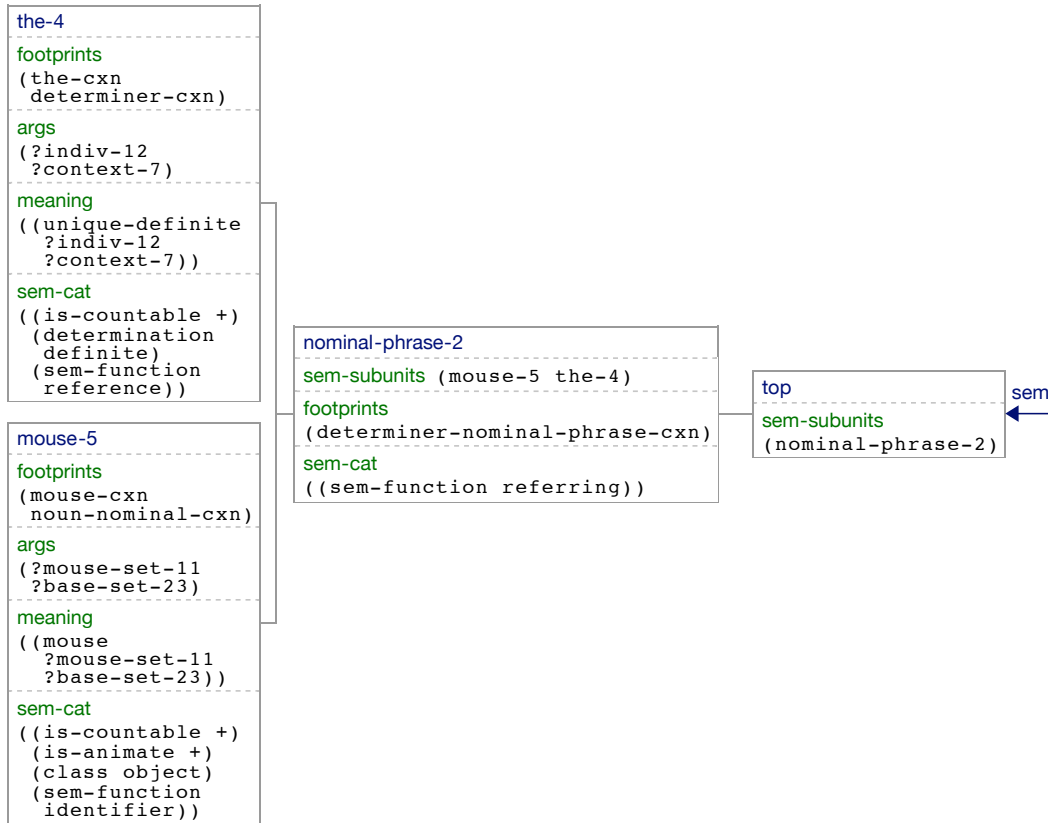 the-4
footprints
(the-cxn
determiner-cxn)
args
(?indiv-12
?context-7)
meaning
((unique-definite
?indiv-12
?context-7))
sem-cat
((is-countable +)
(determination
definite)
(sem-function
reference))
mouse-5
footprints
(mouse-cxn
noun-nominal-cxn)
args
(?mouse-set-11
?base-set-23)
meaning
((mouse
?mouse-set-11
?base-set-23))
sem-cat
((is-countable +)
(is-animate +)
(class object)
(sem-function
identifier))
nominal-phrase-2
sem-subunits (mouse-5 the-4)
footprints
(determiner-nominal-phrase-cxn)
sem-cat
((sem-function referring))
top
sem-subunits
(nominal-phrase-2)
sem